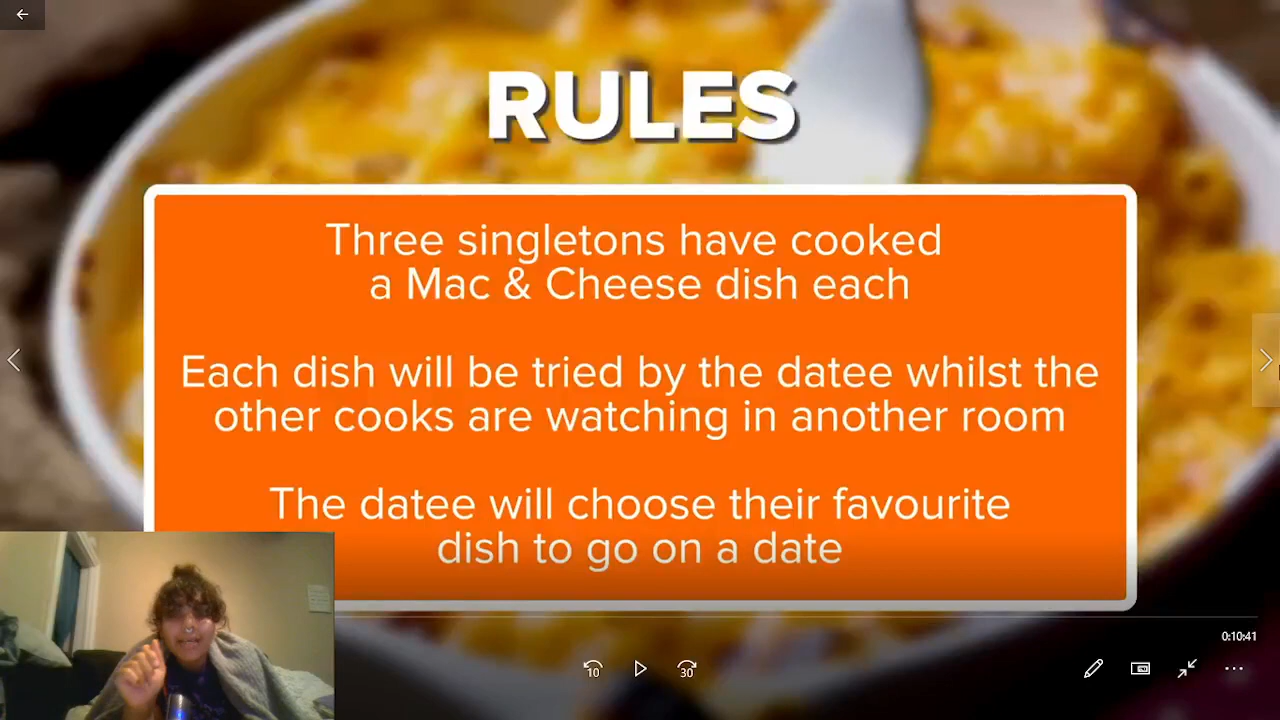 RULES
Three singletons have cooked
a Mac & Cheese dish each
Each dish will be tried by the datee whilst the
other cooks are watching in another room
The datee will choose their favourite
dish to go on a date
0:10:41
10
30